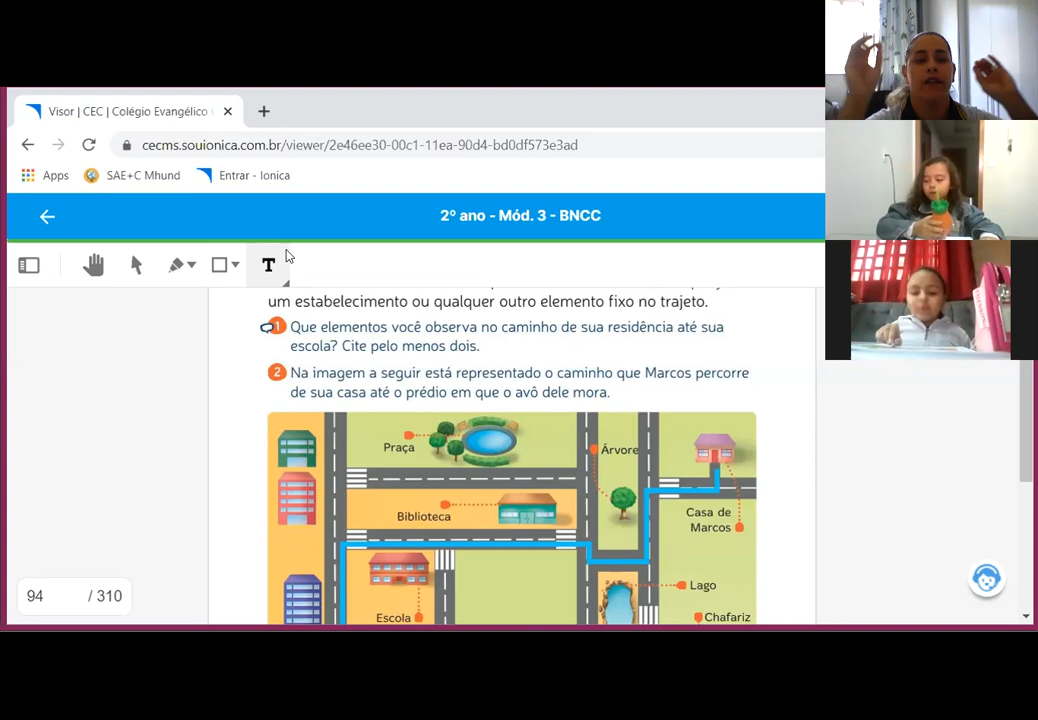 Visor | CEC | Colégio Evangélico
cecms.souionica.com.br/viewer/2e46ee30-00c1-11ea-90d4-bd0df573e3ad
Apps SAE+C Mhund Entrar - Ionica
2º ano - Mód. 3 - BNCC
T
um estabelecimento ou qualquer outro elemento fixo no trajeto.
1 Que elementos você observa no caminho de sua residência até sua
escola? Cite pelo menos dois.
2 Na imagem a seguir está representado o caminho que Marcos percorre
de sua casa até o prédio em que o avô dele mora.
Praça
Árvore
Biblioteca
Casa de
Marcos
Lago
Escola
Chafariz
94 / 310